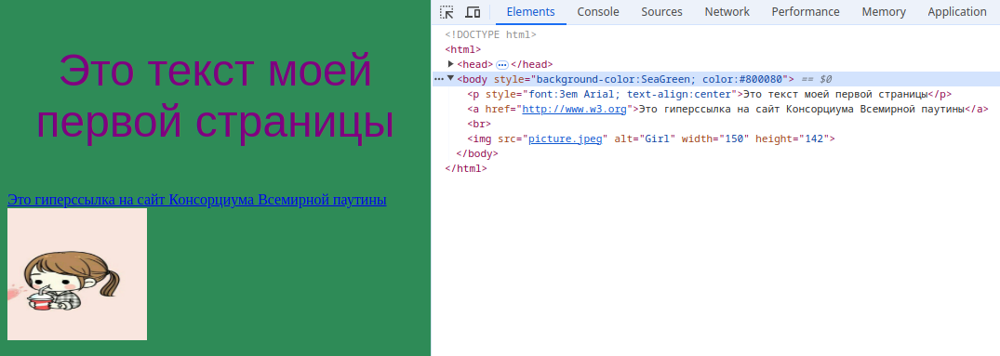 Это текст моей
первой страницы
Это гиперссылка на сайт Консорциума Всемирной паутины
Elements Console Sources Network Performance Memory Application
<!DOCTYPE html>
<html>
<head> ... </head>
... <body style="background-color:SeaGreen; color:#800080"> == $0
<p style="font:3em Arial; text-align:center">Это текст моей первой страницы</p>
<a href="http://www.w3.org">Это гиперссылка на сайт Консорциума Всемирной паутины</a>
<br>
<img src="picture.jpeg" alt="Girl" width="150" height="142">
</body>
</html>